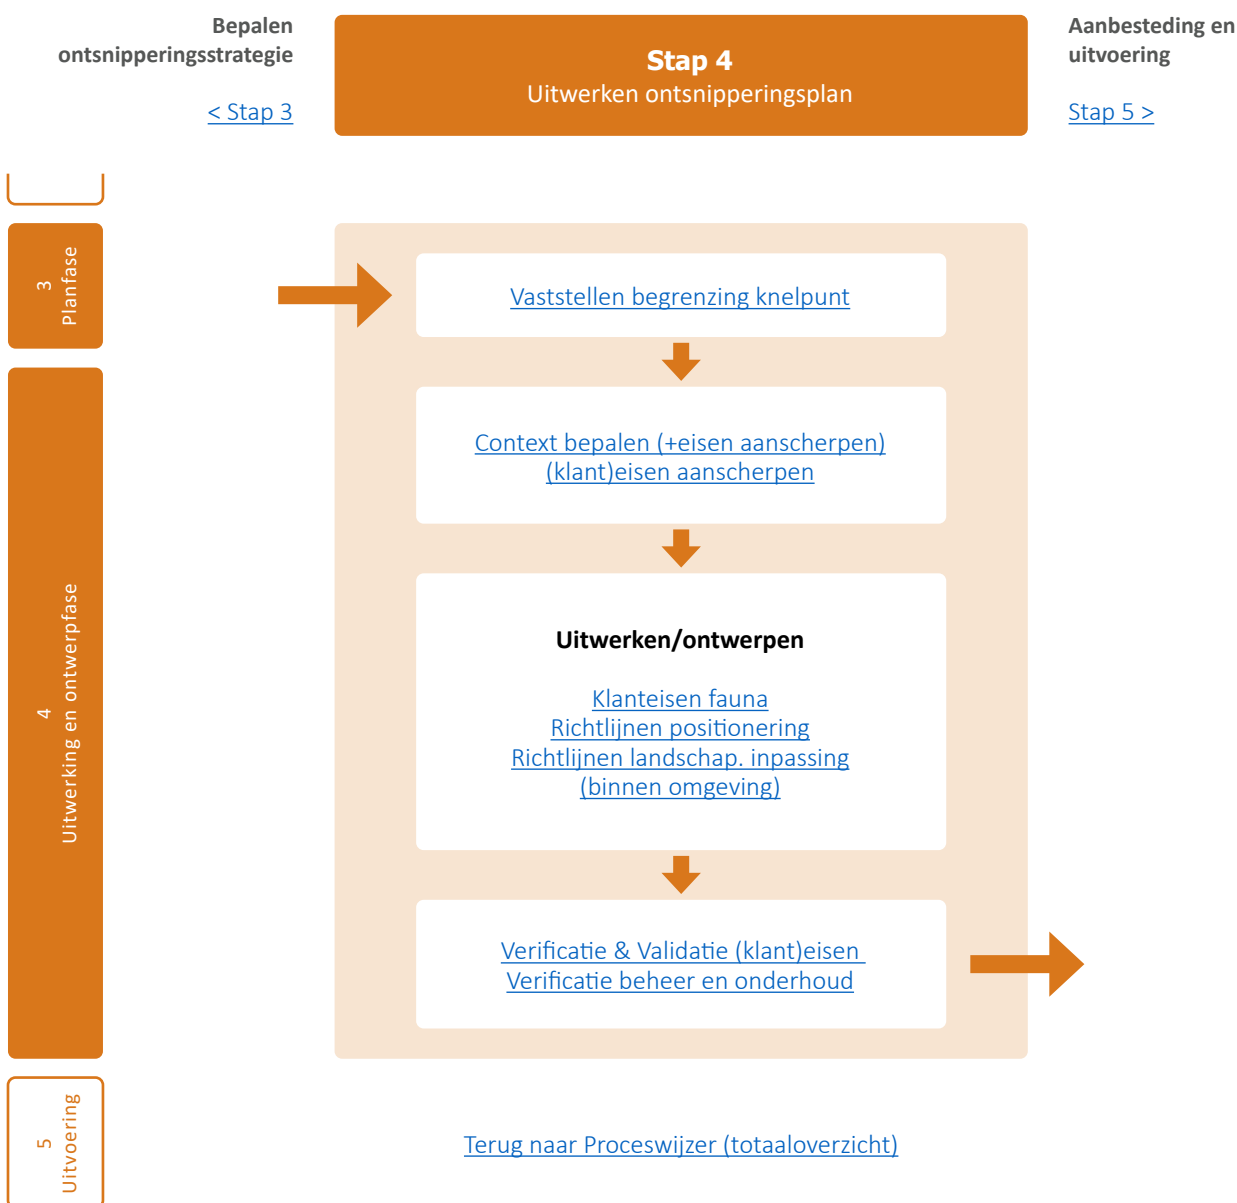 Bepalen
ontsnipperingsstrategie
< Stap 3
Stap 4
Uitwerken ontsnipperingsplan
Aanbesteding en
uitvoering
Stap 5 >
3
Planfase
Vaststellen begrenzing knelpunt
Context bepalen (+eisen aanscherpen)
(klant)eisen aanscherpen
4
Uitwerking en ontwerpfase
Uitwerken/ontwerpen
Klanteisen fauna
Richtlijnen positionering
Richtlijnen landschap. inpassing
(binnen omgeving)
Verificatie & Validatie (klant)eisen
Verificatie beheer en onderhoud
5
Uitvoering
Terug naar Proceswijzer (totaaloverzicht)